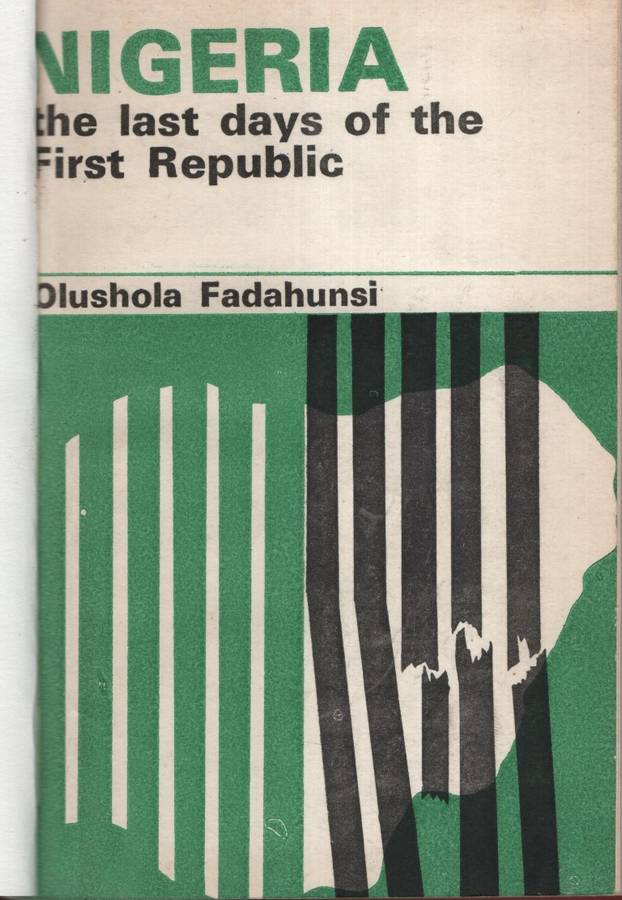 NIGERIA
the last days of the
First Republic
Olushola Fadahunsi